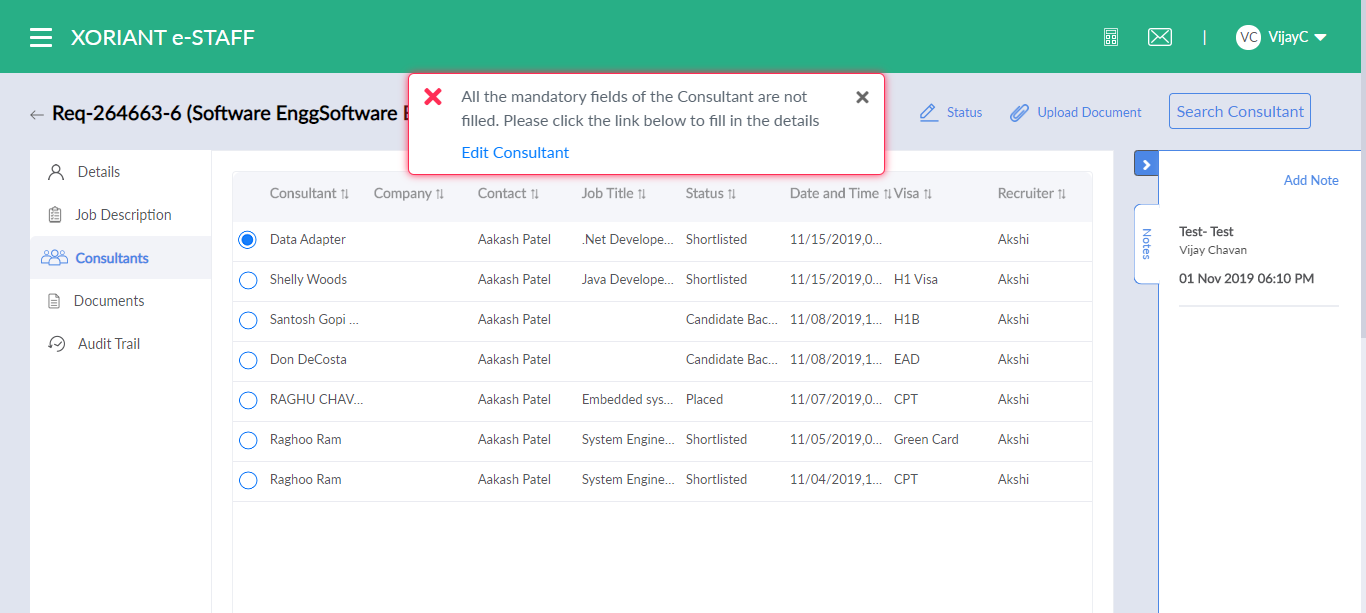 XORIANT e-STAFF
|
VC VijayC
Req-264663-6 (Software EnggSoftware
All the mandatory fields of the Consultant are not
filled. Please click the link below to fill in the details
Edit Consultant
Status
Upload Document
Search Consultant
Details
Job Description
Consultants
Documents
Audit Trail
Consultant Company Contact Job Title Status Date and Time Visa Recruiter
Data Adapter Aakash Patel .Net Develope... Shortlisted 11/15/2019,0... Akshi
Shelly Woods Aakash Patel Java Develope... Shortlisted 11/15/2019,0... H1 Visa Akshi
Santosh Gopi ... Aakash Patel Candidate Bac... 11/08/2019,1... H1B Akshi
Don DeCosta Aakash Patel Candidate Bac... 11/08/2019,1... EAD Akshi
RAGHU CHAV... Aakash Patel Embedded sys... Placed 11/07/2019,0... CPT Akshi
Raghoo Ram Aakash Patel System Engine... Shortlisted 11/05/2019,0... Green Card Akshi
Raghoo Ram Aakash Patel System Engine... Shortlisted 11/04/2019,1... CPT Akshi
Add Note
Notes
Test- Test
Vijay Chavan
01 Nov 2019 06:10 PM